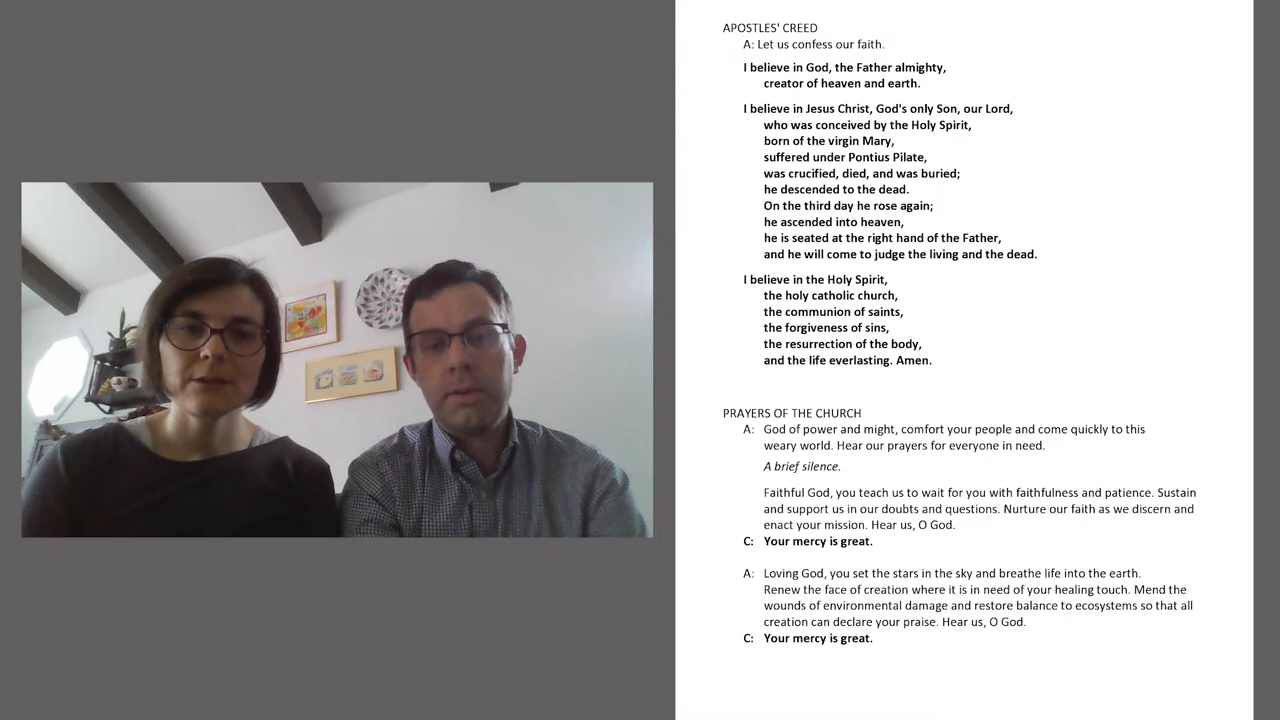 APOSTLES' CREED
A: Let us confess our faith.
I believe in God, the Father almighty,
creator of heaven and earth.
I believe in Jesus Christ, God's only Son, our Lord,
who was conceived by the Holy Spirit,
born of the virgin Mary,
suffered under Pontius Pilate,
was crucified, died, and was buried;
he descended to the dead.
On the third day he rose again;
he ascended into heaven,
he is seated at the right hand of the Father,
and he will come to judge the living and the dead.
I believe in the Holy Spirit,
the holy catholic church,
the communion of saints,
the forgiveness of sins,
the resurrection of the body,
and the life everlasting. Amen.
PRAYERS OF THE CHURCH
A: God of power and might, comfort your people and come quickly to this
weary world. Hear our prayers for everyone in need.
A brief silence.
Faithful God, you teach us to wait for you with faithfulness and patience. Sustain
and support us in our doubts and questions. Nurture our faith as we discern and
enact your mission. Hear us, O God.
C: Your mercy is great.
A: Loving God, you set the stars in the sky and breathe life into the earth.
Renew the face of creation where it is in need of your healing touch. Mend the
wounds of environmental damage and restore balance to ecosystems so that all
creation can declare your praise. Hear us, O God.
C: Your mercy is great.